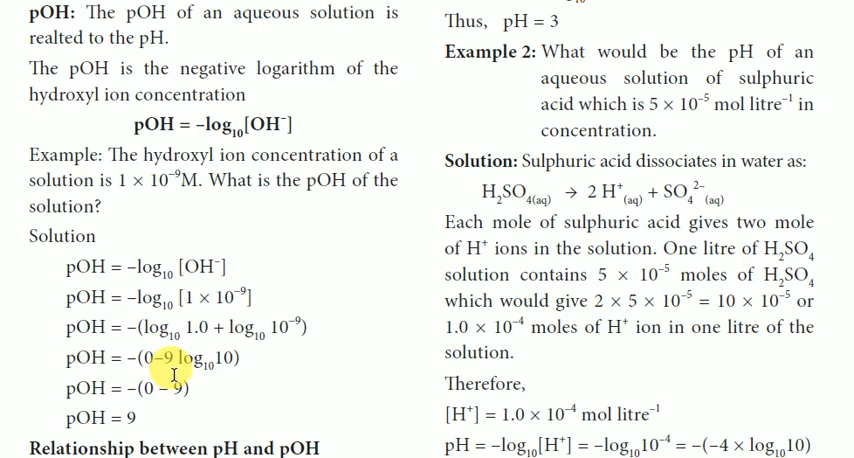 pOH: The pOH of an aqueous solution is
realted to the pH.
The pOH is the negative logarithm of the
hydroxyl ion concentration
pOH = –log₁₀[OH⁻]
Example: The hydroxyl ion concentration of a
solution is 1 × 10⁻⁹M. What is the pOH of the
solution?
Solution
pOH = –log₁₀ [OH⁻]
pOH = –log₁₀ [1 × 10⁻⁹]
pOH = –(log₁₀ 1.0 + log₁₀ 10⁻⁹)
pOH = –(0–9 log₁₀10)
pOH = –(0 – 9)
pOH = 9
Relationship between pH and pOH
Thus, pH = 3
Example 2: What would be the pH of an
aqueous solution of sulphuric
acid which is 5 × 10⁻⁵ mol litre⁻¹ in
concentration.
Solution: Sulphuric acid dissociates in water as:
H₂SO₄₍aq₎ → 2 H⁺₍aq₎ + SO₄²⁻₍aq₎
Each mole of sulphuric acid gives two mole
of H⁺ ions in the solution. One litre of H₂SO₄
solution contains 5 × 10⁻⁵ moles of H₂SO₄
which would give 2 × 5 × 10⁻⁵ = 10 × 10⁻⁵ or
1.0 × 10⁻⁴ moles of H⁺ ion in one litre of the
solution.
Therefore,
[H⁺] = 1.0 × 10⁻⁴ mol litre⁻¹
pH = –log₁₀[H⁺] = –log₁₀10⁻⁴ = –(–4 × log₁₀10)